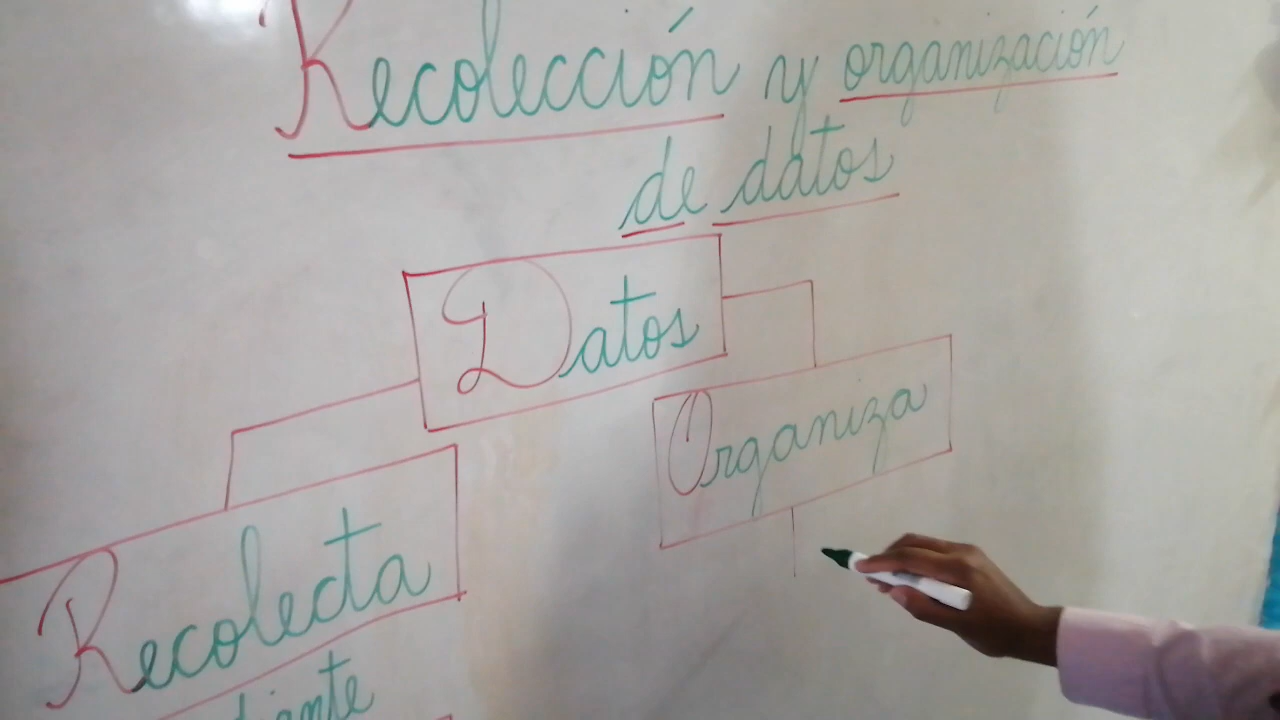 Recolección y organización
de datos
Datos
Organiza
Recolecta